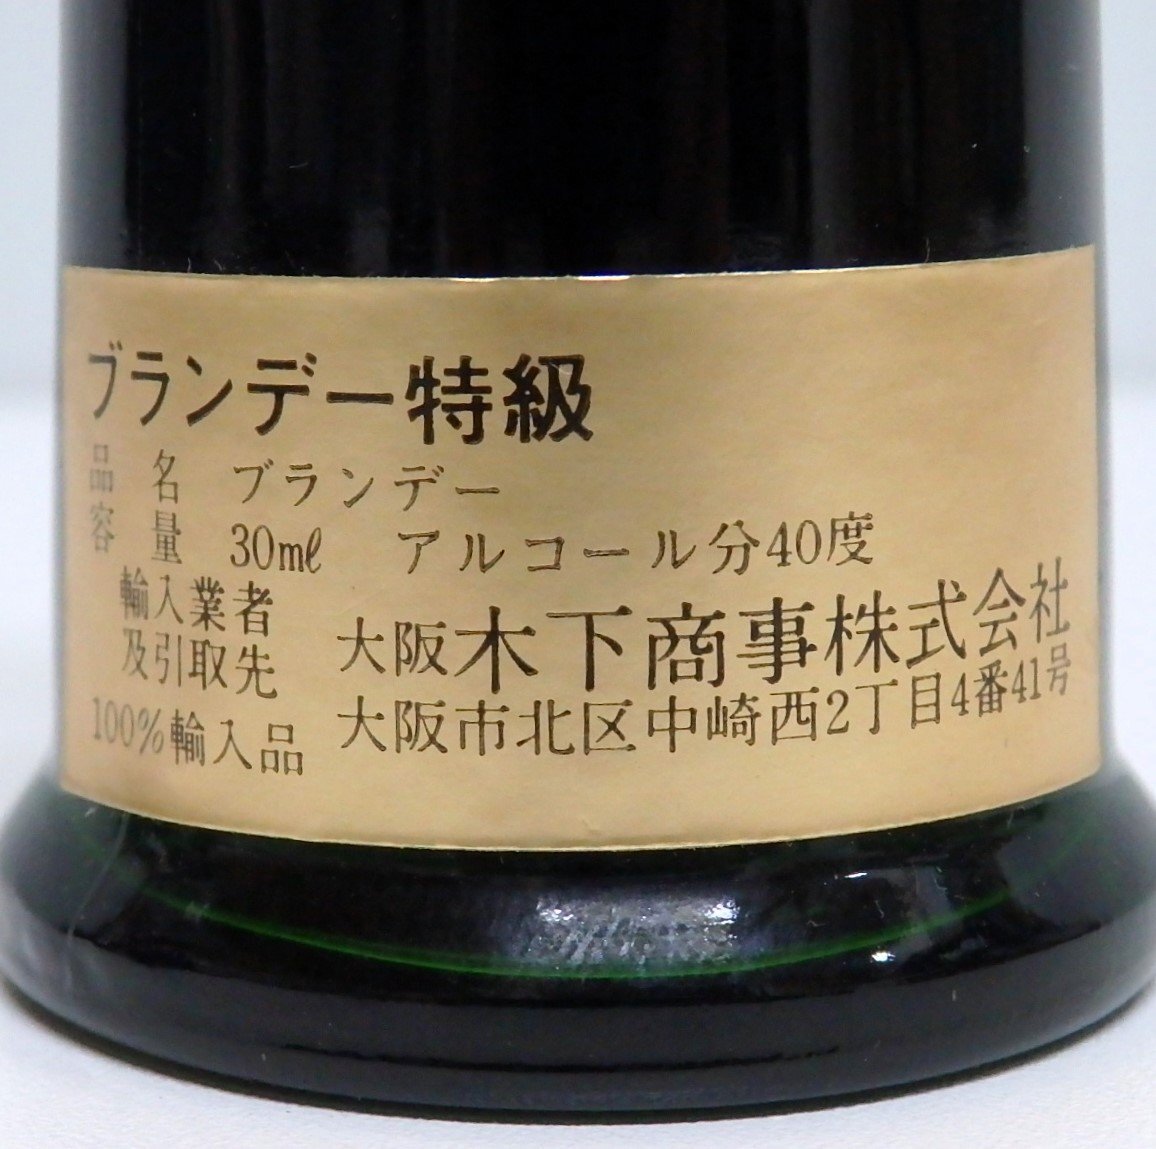 ブランデー特級
品名 ブランデー
容量 30ml アルコール分40度
輸入業者
及引取先
大阪木下商事株式会社
大阪市北区中崎西2丁目4番41号
100%輸入品